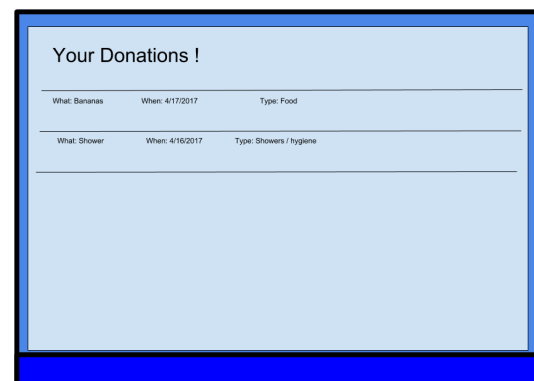 Your Donations !
What: Bananas When: 4/17/2017 Type: Food
What: Shower When: 4/16/2017 Type: Showers / hygiene